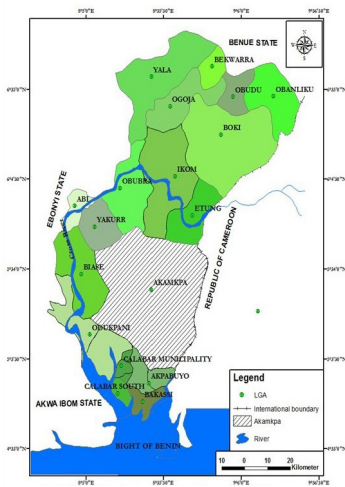 BENUE STATE
N
S
BEKWARRA
YALA
OGOJA
OBUDU
OBANLIKU
BOKI
IKOM
OBUBRA
EBONYI STATE
ABI
ETUNG
YAKURR
REPUBLIC OF CAMEROON
BIASE
AKAMKPA
ODUKPANI
CALABAR MUNICIPALITY
AKPABUYO
CALABAR SOUTH
BAKASSI
AKWA IBOM STATE
BIGHT OF BENIN
Legend
LGA
International boundary
Akamkpa
River
10 0 10 20
Kilometer